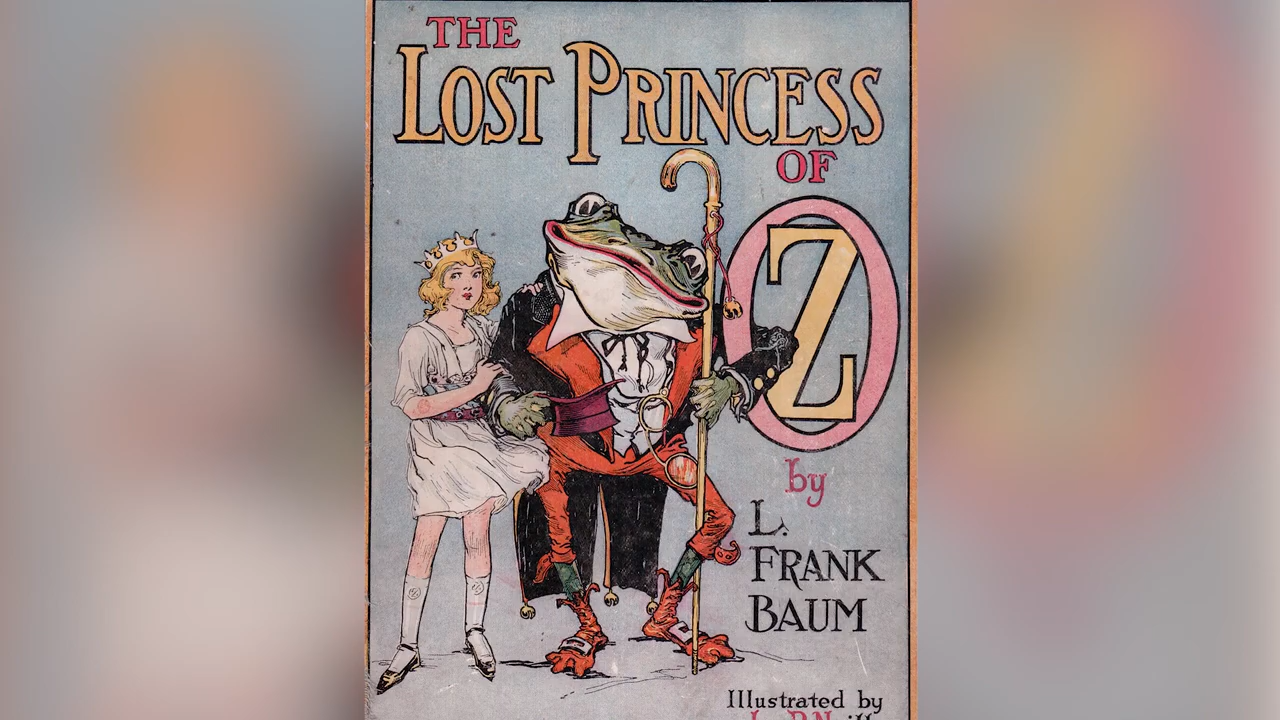 THE
LOST PRINCESS
OF
OZ
by
L.
FRANK
BAUM
Illustrated by